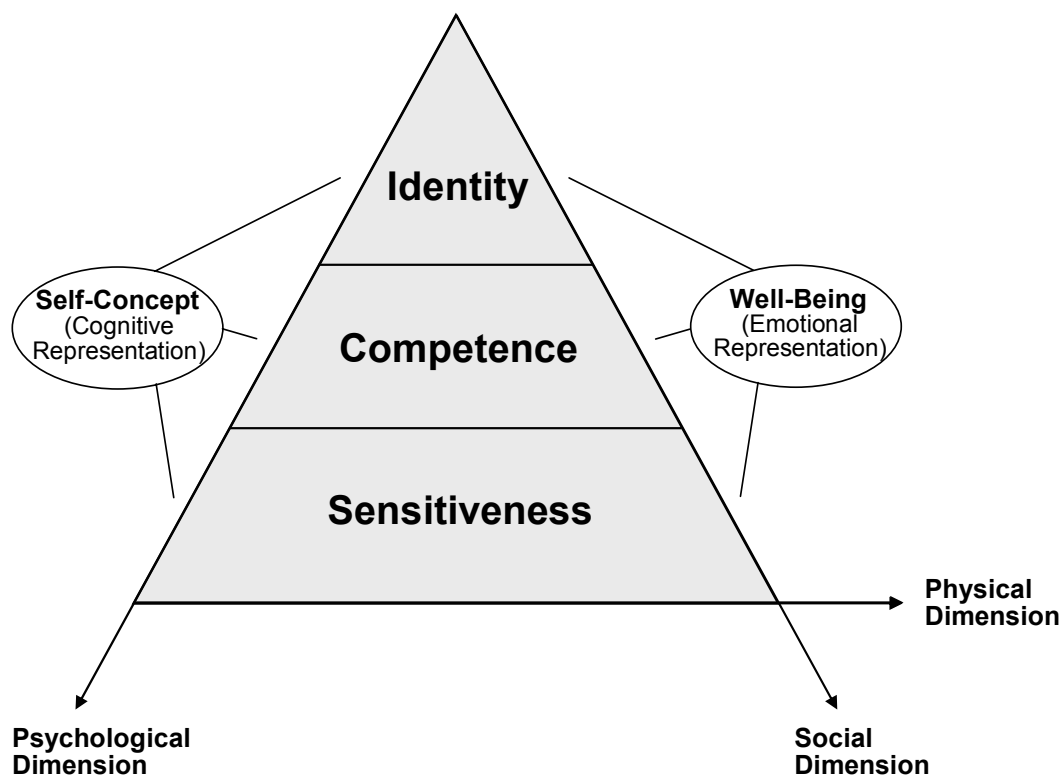 Identity
Self-Concept
(Cognitive
Representation)
Well-Being
(Emotional
Representation)
Competence
Sensitiveness
Physical
Dimension
Psychological
Dimension
Social
Dimension